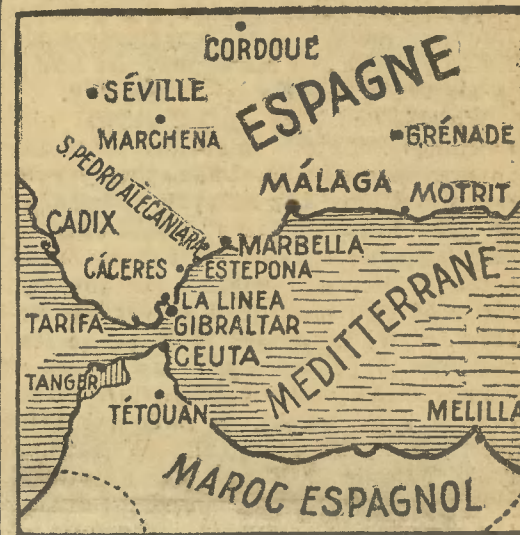 CORDOUE
SÉVILLE
ESPAGNE
MARCHENA
GRÉNADE
S. PEDRO ALECANTARA
MÁLAGA
MOTRIT
CADIX
MARBELLA
CÁCERES
ESTEPONA
LA LINEA
TARIFA
GIBRALTAR
MEDITTERRANE
CEUTA
TANGER
TÉTOUAN
MELILLA
MAROC ESPAGNOL